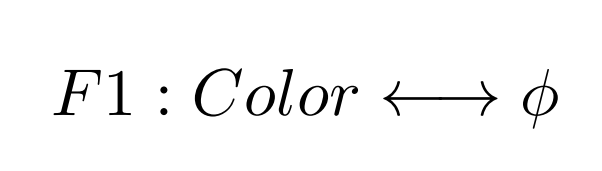 F1 : Color ⟷ ϕ